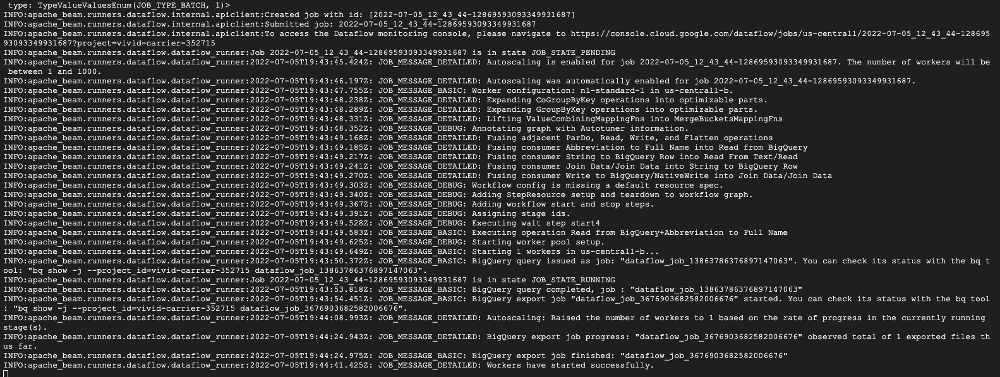 type: TypeValueValuesEnum(JOB_TYPE_BATCH, 1)>
INFO:apache_beam.runners.dataflow.internal.apiclient:Created job with id: [2022-07-05_12_43_44-12869593093349931687]
INFO:apache_beam.runners.dataflow.internal.apiclient:Submitted job: 2022-07-05_12_43_44-12869593093349931687
INFO:apache_beam.runners.dataflow.internal.apiclient:To access the Dataflow monitoring console, please navigate to https://console.cloud.google.com/dataflow/jobs/us-central1/2022-07-05_12_43_44-128695
93093349931687?project=vivid-carrier-352715
INFO:apache_beam.runners.dataflow.dataflow_runner:Job 2022-07-05_12_43_44-12869593093349931687 is in state JOB_STATE_PENDING
INFO:apache_beam.runners.dataflow.dataflow_runner:2022-07-05T19:43:45.424Z: JOB_MESSAGE_DETAILED: Autoscaling is enabled for job 2022-07-05_12_43_44-12869593093349931687. The number of workers will be
between 1 and 1000.
INFO:apache_beam.runners.dataflow.dataflow_runner:2022-07-05T19:43:46.197Z: JOB_MESSAGE_DETAILED: Autoscaling was automatically enabled for job 2022-07-05_12_43_44-12869593093349931687.
INFO:apache_beam.runners.dataflow.dataflow_runner:2022-07-05T19:43:47.755Z: JOB_MESSAGE_BASIC: Worker configuration: n1-standard-1 in us-central1-b.
INFO:apache_beam.runners.dataflow.dataflow_runner:2022-07-05T19:43:48.238Z: JOB_MESSAGE_DETAILED: Expanding CoGroupByKey operations into optimizable parts.
INFO:apache_beam.runners.dataflow.dataflow_runner:2022-07-05T19:43:48.289Z: JOB_MESSAGE_DETAILED: Expanding GroupByKey operations into optimizable parts.
INFO:apache_beam.runners.dataflow.dataflow_runner:2022-07-05T19:43:48.331Z: JOB_MESSAGE_DETAILED: Lifting ValueCombiningMappingFns into MergeBucketsMappingFns
INFO:apache_beam.runners.dataflow.dataflow_runner:2022-07-05T19:43:48.352Z: JOB_MESSAGE_DEBUG: Annotating graph with Autotuner information.
INFO:apache_beam.runners.dataflow.dataflow_runner:2022-07-05T19:43:49.168Z: JOB_MESSAGE_DETAILED: Fusing adjacent ParDo, Read, Write, and Flatten operations
INFO:apache_beam.runners.dataflow.dataflow_runner:2022-07-05T19:43:49.185Z: JOB_MESSAGE_DETAILED: Fusing consumer Abbreviation to Full Name into Read from BigQuery
INFO:apache_beam.runners.dataflow.dataflow_runner:2022-07-05T19:43:49.217Z: JOB_MESSAGE_DETAILED: Fusing consumer String to BigQuery Row into Read From Text/Read
INFO:apache_beam.runners.dataflow.dataflow_runner:2022-07-05T19:43:49.241Z: JOB_MESSAGE_DETAILED: Fusing consumer Join Data/Join Data into String to BigQuery Row
INFO:apache_beam.runners.dataflow.dataflow_runner:2022-07-05T19:43:49.270Z: JOB_MESSAGE_DETAILED: Fusing consumer Write to BigQuery/NativeWrite into Join Data/Join Data
INFO:apache_beam.runners.dataflow.dataflow_runner:2022-07-05T19:43:49.303Z: JOB_MESSAGE_DEBUG: Workflow config is missing a default resource spec.
INFO:apache_beam.runners.dataflow.dataflow_runner:2022-07-05T19:43:49.340Z: JOB_MESSAGE_DEBUG: Adding StepResource setup and teardown to workflow graph.
INFO:apache_beam.runners.dataflow.dataflow_runner:2022-07-05T19:43:49.367Z: JOB_MESSAGE_DEBUG: Adding workflow start and stop steps.
INFO:apache_beam.runners.dataflow.dataflow_runner:2022-07-05T19:43:49.391Z: JOB_MESSAGE_DEBUG: Assigning stage ids.
INFO:apache_beam.runners.dataflow.dataflow_runner:2022-07-05T19:43:49.528Z: JOB_MESSAGE_DEBUG: Executing wait step start4
INFO:apache_beam.runners.dataflow.dataflow_runner:2022-07-05T19:43:49.583Z: JOB_MESSAGE_BASIC: Executing operation Read from BigQuery+Abbreviation to Full Name
INFO:apache_beam.runners.dataflow.dataflow_runner:2022-07-05T19:43:49.625Z: JOB_MESSAGE_DEBUG: Starting worker pool setup.
INFO:apache_beam.runners.dataflow.dataflow_runner:2022-07-05T19:43:49.649Z: JOB_MESSAGE_BASIC: Starting 1 workers in us-central1-b...
INFO:apache_beam.runners.dataflow.dataflow_runner:2022-07-05T19:43:50.372Z: JOB_MESSAGE_BASIC: BigQuery query issued as job: "dataflow_job_13863786376897147063". You can check its status with the bq t
ool: "bq show -j --project_id=vivid-carrier-352715 dataflow_job_13863786376897147063".
INFO:apache_beam.runners.dataflow.dataflow_runner:Job 2022-07-05_12_43_44-12869593093349931687 is in state JOB_STATE_RUNNING
INFO:apache_beam.runners.dataflow.dataflow_runner:2022-07-05T19:43:53.818Z: JOB_MESSAGE_BASIC: BigQuery query completed, job : "dataflow_job_13863786376897147063"
INFO:apache_beam.runners.dataflow.dataflow_runner:2022-07-05T19:43:54.451Z: JOB_MESSAGE_BASIC: BigQuery export job "dataflow_job_3676903682582006676" started. You can check its status with the bq tool
: "bq show -j --project_id=vivid-carrier-352715 dataflow_job_3676903682582006676".
INFO:apache_beam.runners.dataflow.dataflow_runner:2022-07-05T19:44:08.993Z: JOB_MESSAGE_DETAILED: Autoscaling: Raised the number of workers to 1 based on the rate of progress in the currently running
stage(s).
INFO:apache_beam.runners.dataflow.dataflow_runner:2022-07-05T19:44:24.943Z: JOB_MESSAGE_DETAILED: BigQuery export job progress: "dataflow_job_3676903682582006676" observed total of 1 exported files th
us far.
INFO:apache_beam.runners.dataflow.dataflow_runner:2022-07-05T19:44:24.975Z: JOB_MESSAGE_BASIC: BigQuery export job finished: "dataflow_job_3676903682582006676"
INFO:apache_beam.runners.dataflow.dataflow_runner:2022-07-05T19:44:41.425Z: JOB_MESSAGE_DETAILED: Workers have started successfully.